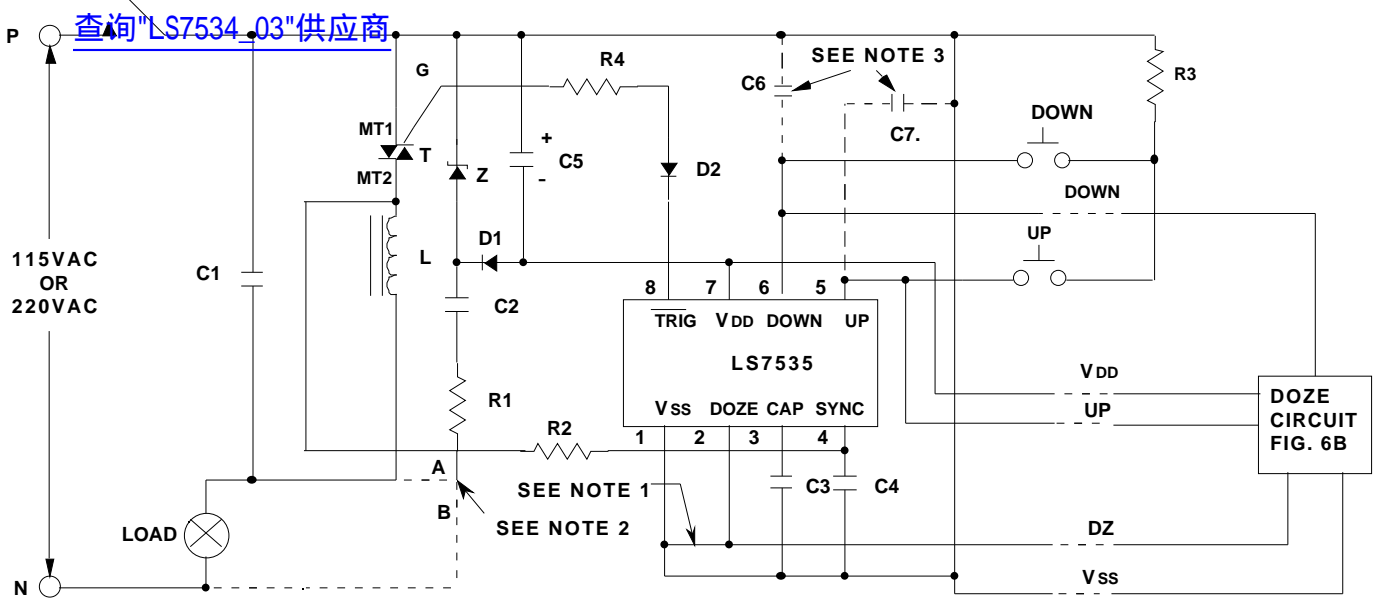 查询"LS7534_03"供应商
P
SEE NOTE 3
R4
G
C6
R3
DOWN
MT1
+
C7.
T
C5
MT2
Z
-
D2
DOWN
D1
UP
115VAC
OR
220VAC
L
C1
8 7 6 5
C2
TRIG VDD DOWN UP
LS7535
VDD
R1
VSS DOZE CAP SYNC
UP
DOZE
CIRCUIT
FIG. 6B
R2
1 2 3 4
A
SEE NOTE 1
C3
C4
B
SEE NOTE 2
LOAD
DZ
VSS
N